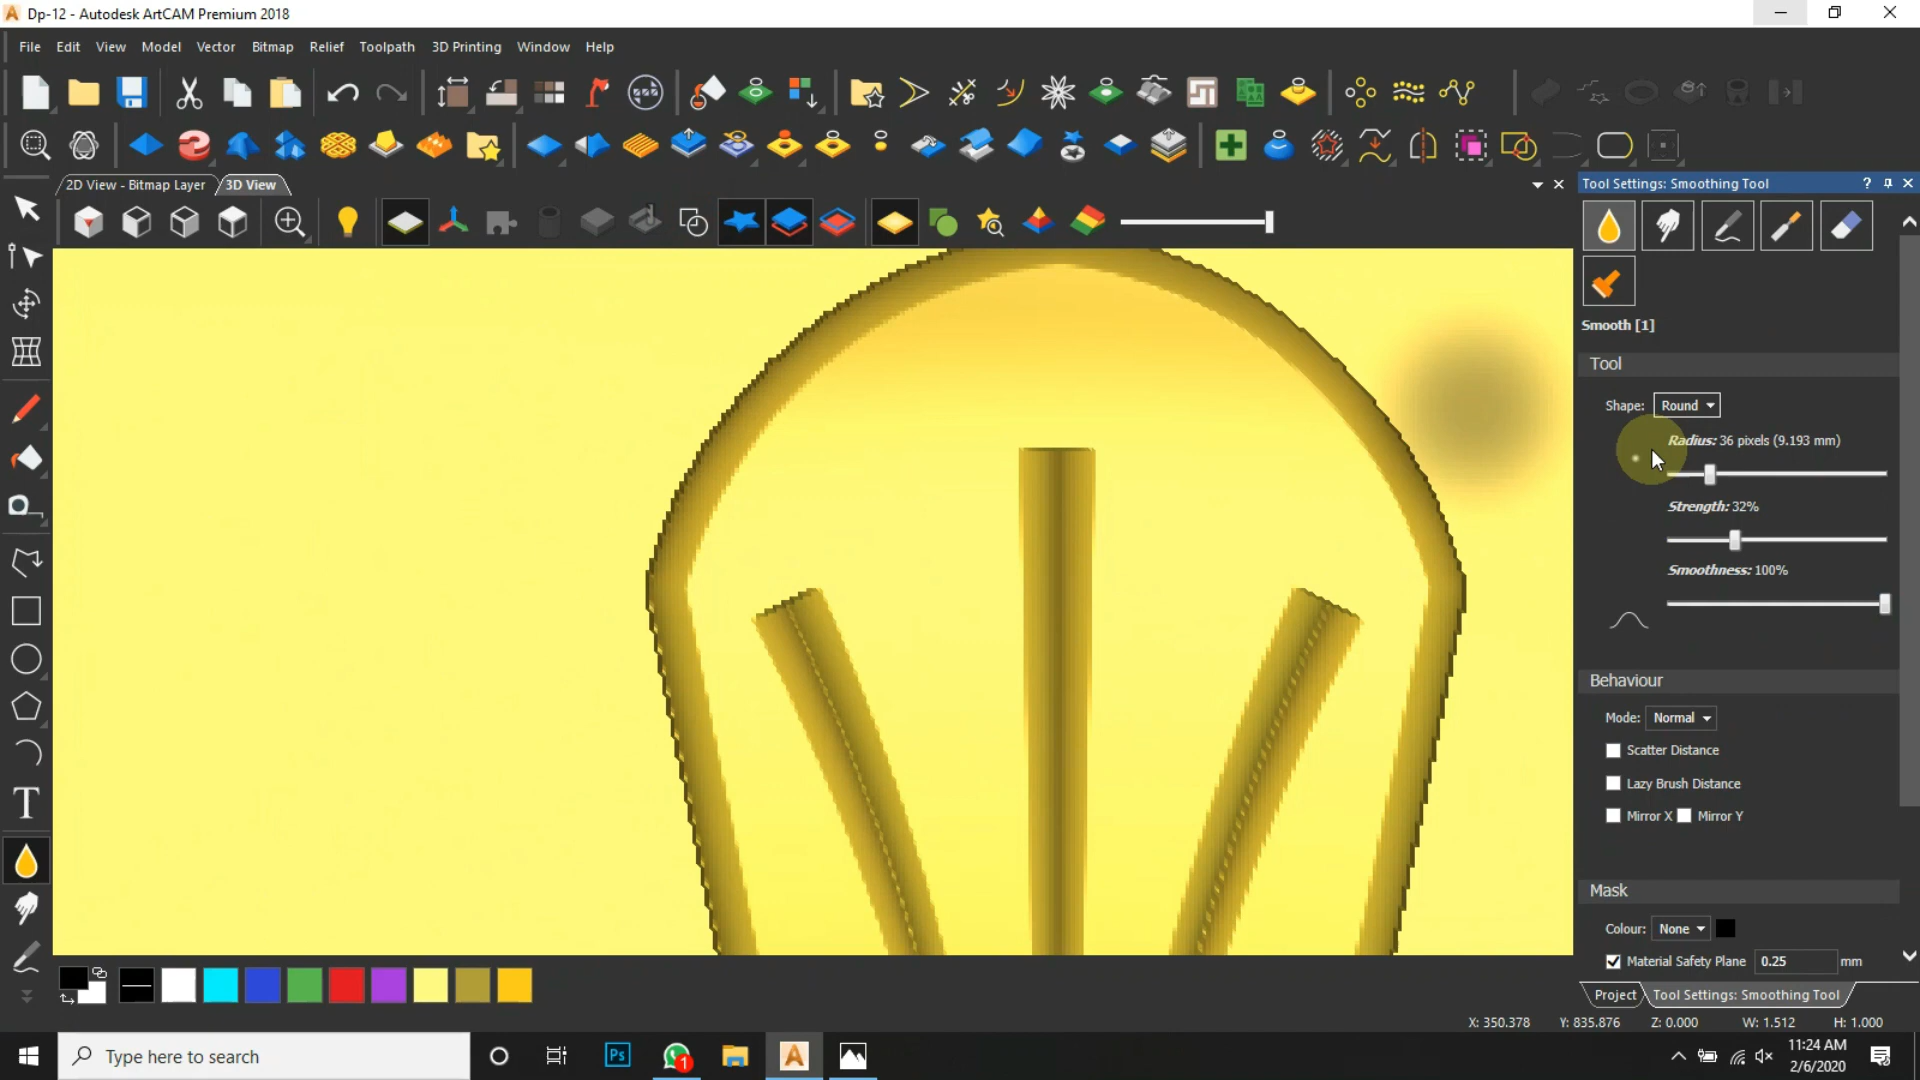 Dp-12 - Autodesk ArtCAM Premium 2018
File Edit View Model Vector Bitmap Relief Toolpath 3D Printing Window Help
2D View - Bitmap Layer 3D View
Tool Settings: Smoothing Tool
Smooth [1]
Tool
Shape: Round
Radius: 36 pixels (9.193 mm)
Strength: 32%
Smoothness: 100%
Behaviour
Mode: Normal
Scatter Distance
Lazy Brush Distance
Mirror X Mirror Y
Mask
Colour: None
Material Safety Plane 0.25 mm
Project Tool Settings: Smoothing Tool
X: 350.378 Y: 835.876 Z: 0.000 W: 1.512 H: 1.000
Type here to search
Ps
1
11:24 AM
2/6/2020